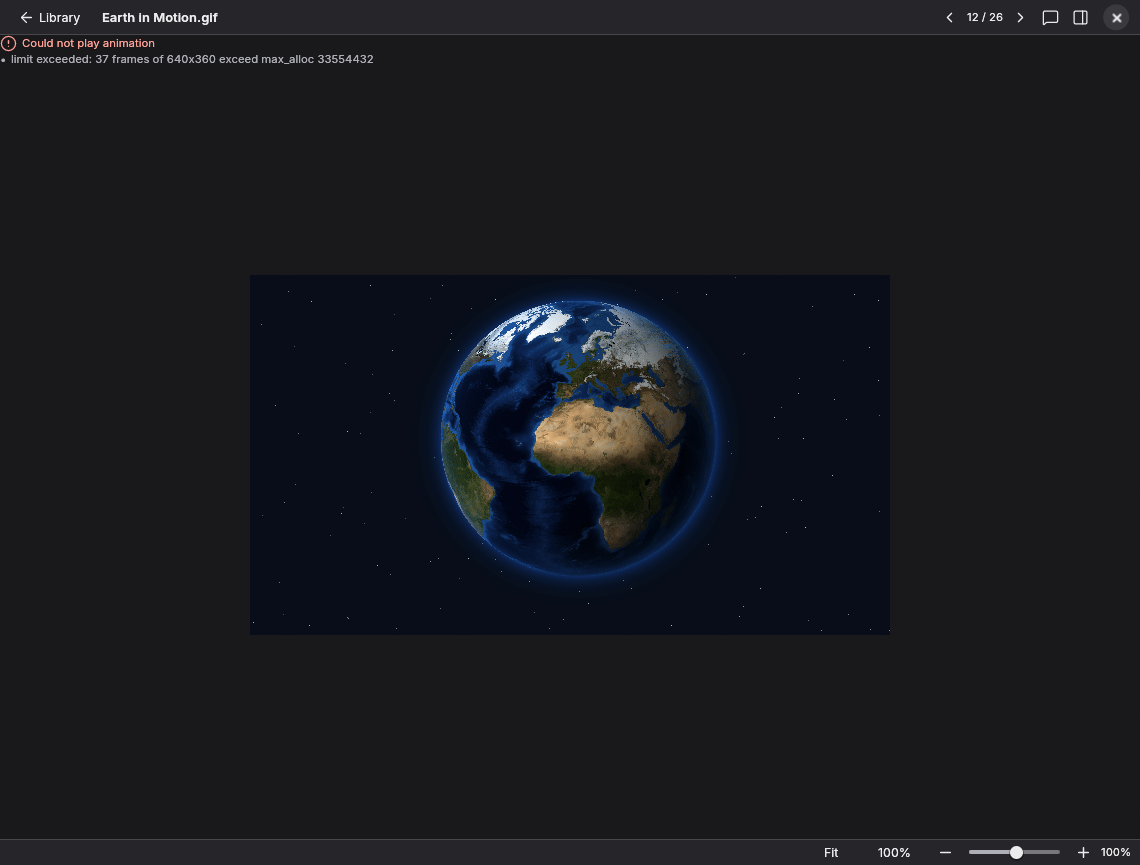 Library
Earth in Motion.gif
12 / 26
Could not play animation
• limit exceeded: 37 frames of 640x360 exceed max_alloc 33554432
Fit
100%
100%